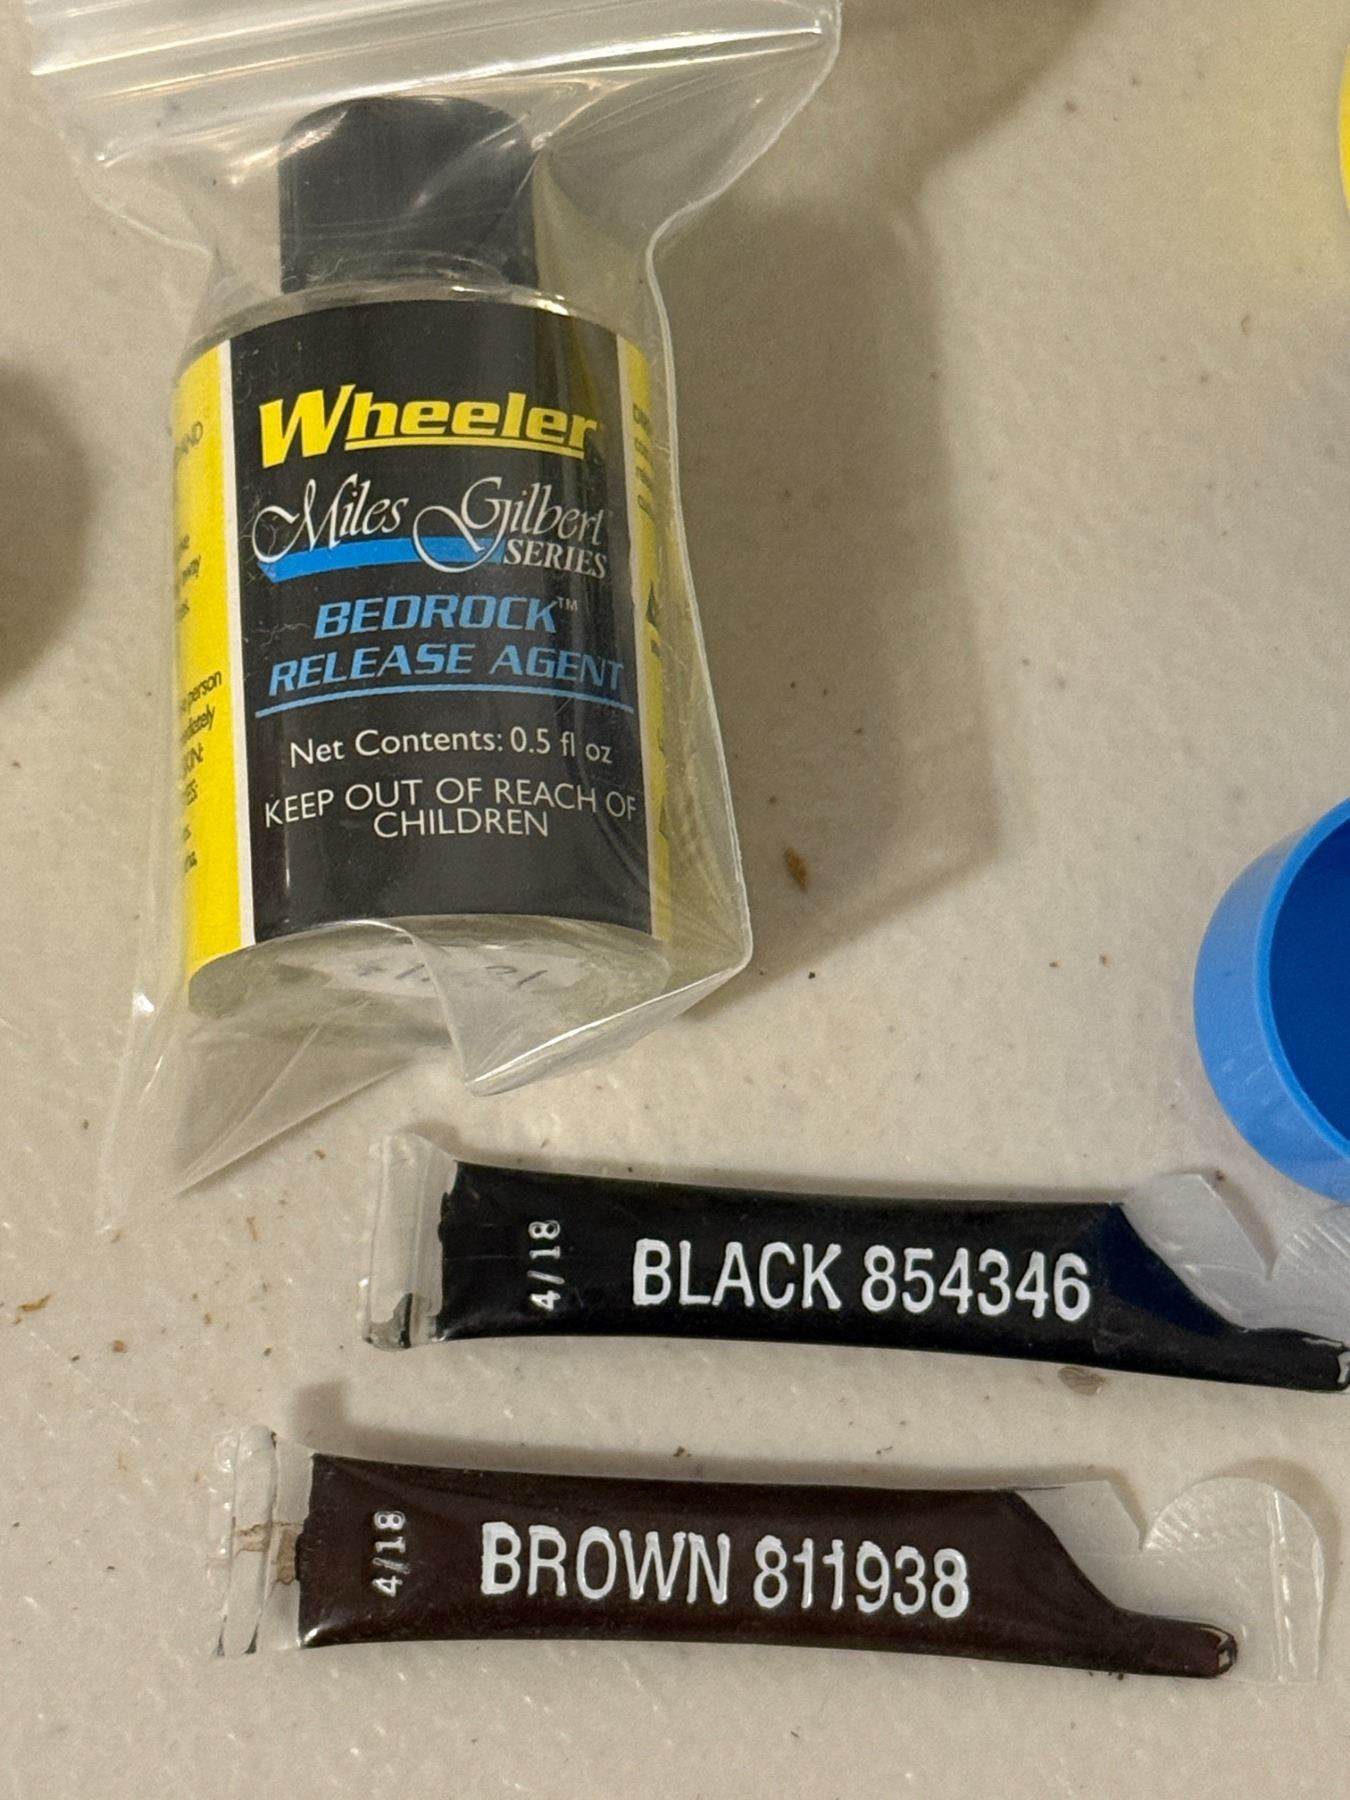 Wheeler
Miles Gilbert
SERIES
BEDROCK™
RELEASE AGENT
Net Contents: 0.5 fl oz
KEEP OUT OF REACH OF
CHILDREN
person
4/18
BLACK 854346
4/18
BROWN 811938